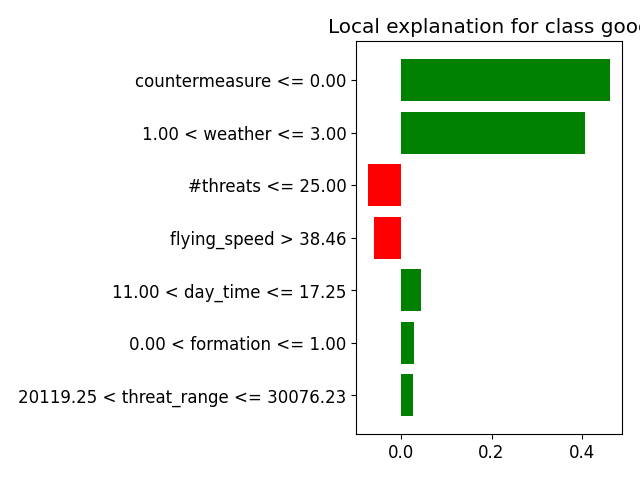 Local explanation for class good
countermeasure <= 0.00
1.00 < weather <= 3.00
#threats <= 25.00
flying_speed > 38.46
11.00 < day_time <= 17.25
0.00 < formation <= 1.00
20119.25 < threat_range <= 30076.23
0.0 0.2 0.4